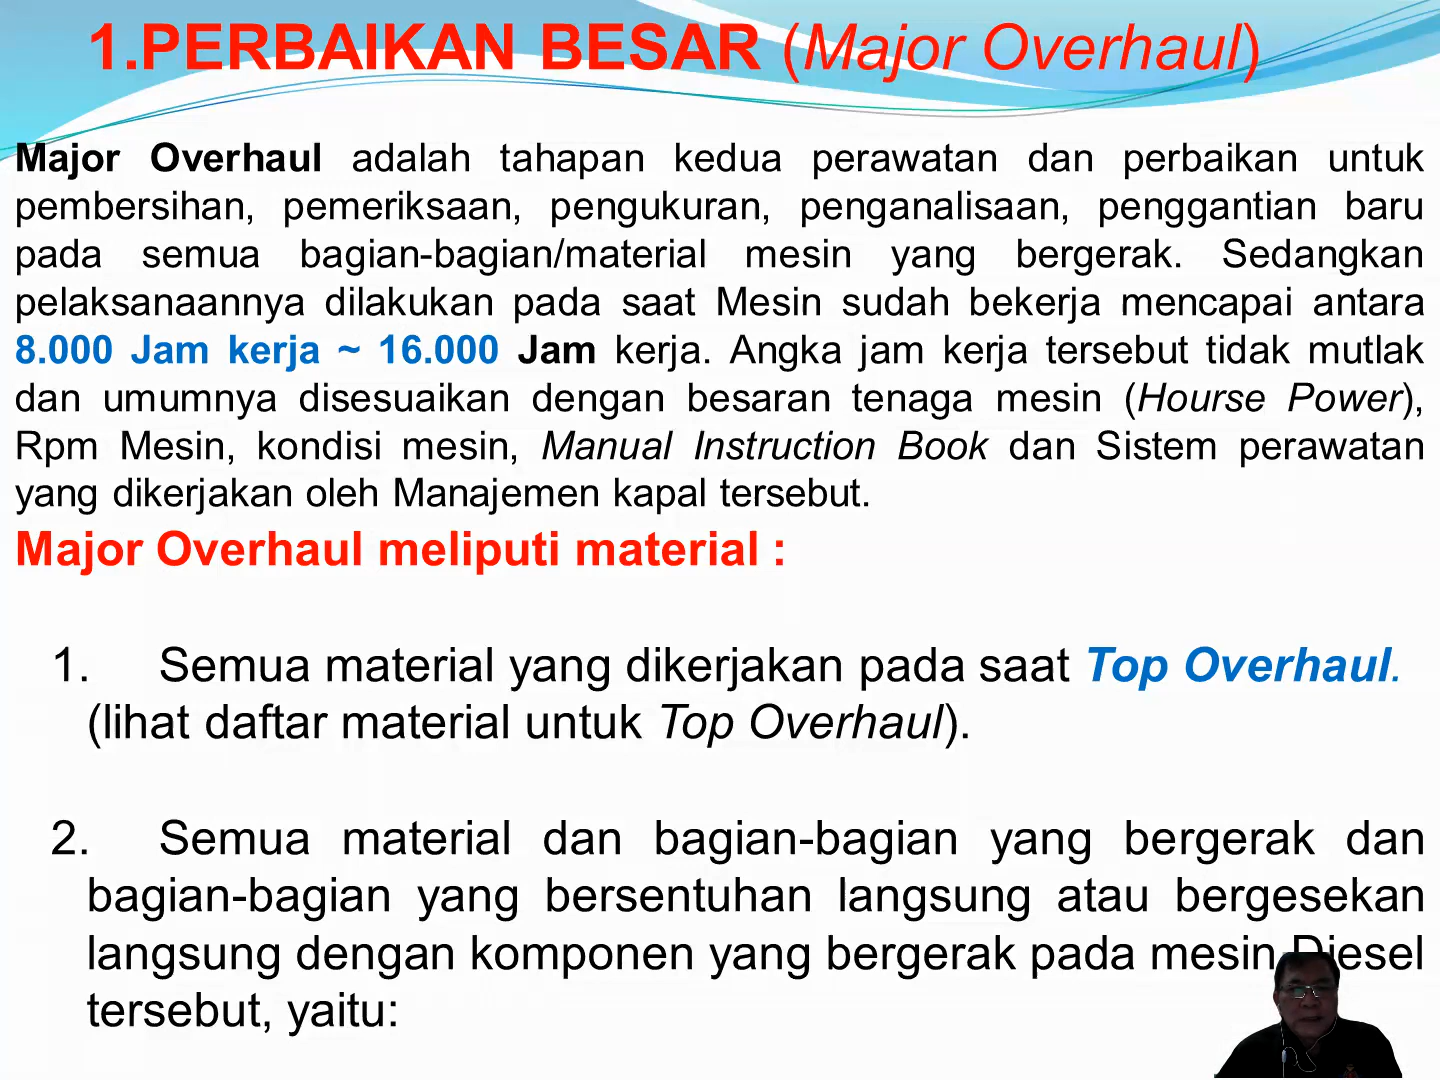 1.PERBAIKAN BESAR (Major Overhaul)
Major Overhaul adalah tahapan kedua perawatan dan perbaikan untuk
pembersihan, pemeriksaan, pengukuran, penganalisaan, penggantian baru
pada semua bagian-bagian/material mesin yang bergerak. Sedangkan
pelaksanaannya dilakukan pada saat Mesin sudah bekerja mencapai antara
8.000 Jam kerja ~ 16.000 Jam kerja. Angka jam kerja tersebut tidak mutlak
dan umumnya disesuaikan dengan besaran tenaga mesin (Hourse Power),
Rpm Mesin, kondisi mesin, Manual Instruction Book dan Sistem perawatan
yang dikerjakan oleh Manajemen kapal tersebut.
Major Overhaul meliputi material :
1. Semua material yang dikerjakan pada saat Top Overhaul.
(lihat daftar material untuk Top Overhaul).
2. Semua material dan bagian-bagian yang bergerak dan
bagian-bagian yang bersentuhan langsung atau bergesekan
langsung dengan komponen yang bergerak pada mesin Diesel
tersebut, yaitu: